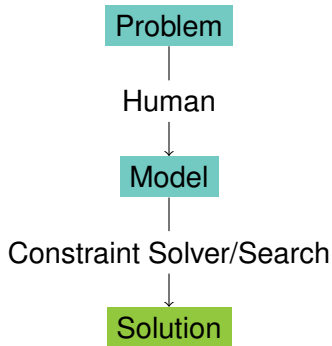 Problem
Human
Model
Constraint Solver/Search
Solution